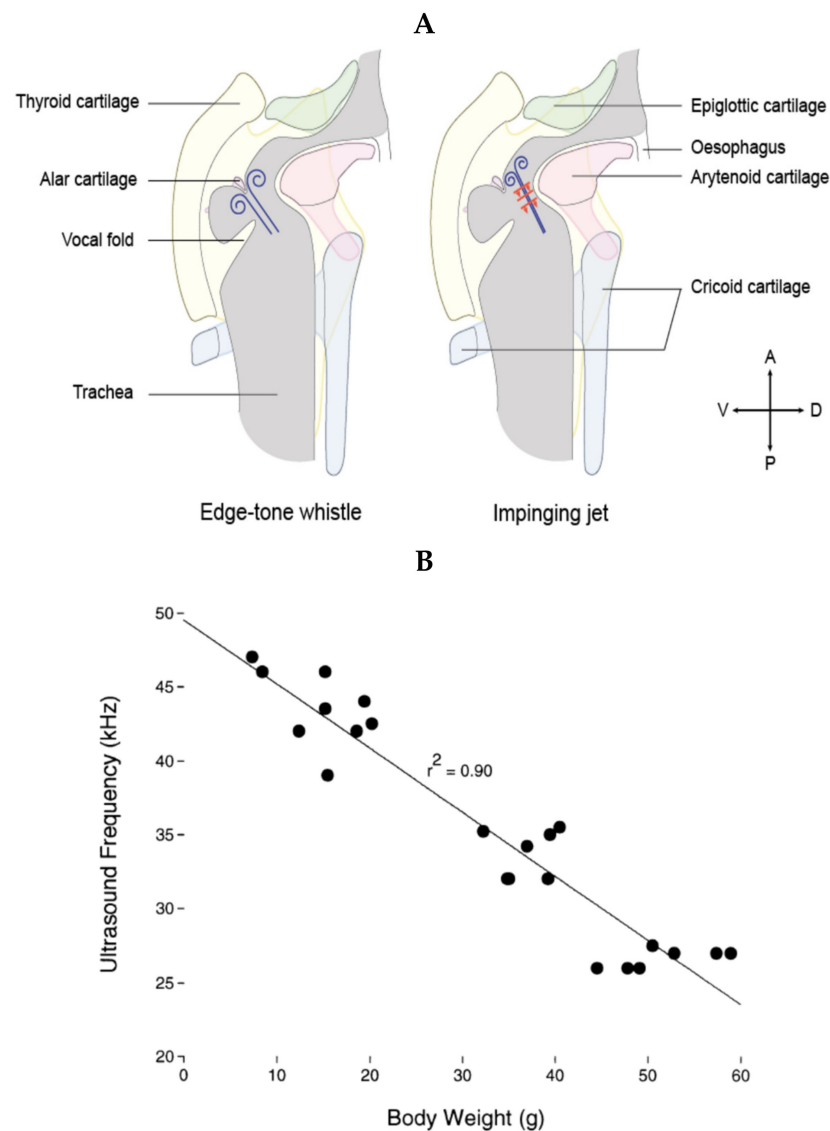 A
Thyroid cartilage
Alar cartilage
Vocal fold
Trachea
Epiglottic cartilage
Oesophagus
Arytenoid cartilage
Cricoid cartilage
A
V D
P
Edge-tone whistle
Impinging jet
B
Ultrasound Frequency (kHz)
50
45
40
35
30
25
20
r2 = 0.90
0 10 20 30 40 50 60
Body Weight (g)